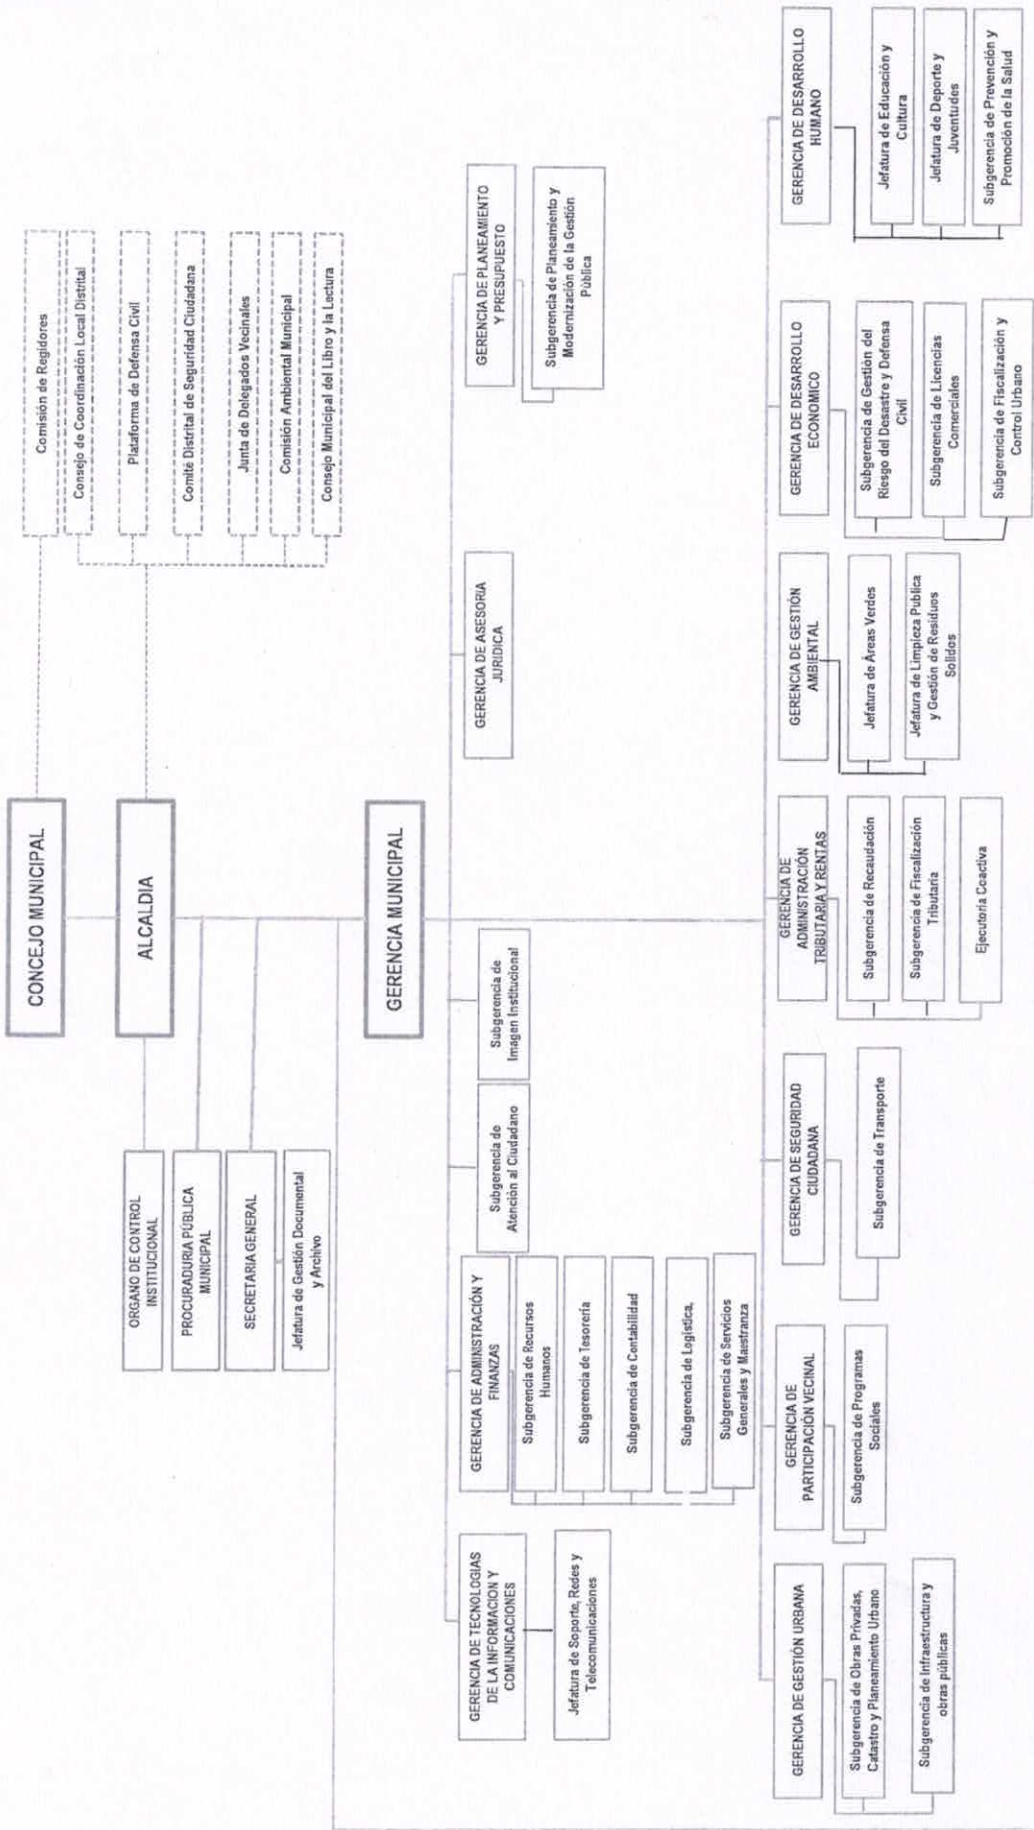 CONCEJO MUNICIPAL
Comisión de Regidores
Consejo de Coordinación Local Distrital
ALCALDIA
Plataforma de Defensa Civil
Comité Distrital de Seguridad Ciudadana
Junta de Delegados Vecinales
Comisión Ambiental Municipal
Consejo Municipal del Libro y la Lectura
ORGANO DE CONTROL
INSTITUCIONAL
PROCURADURIA PÚBLICA
MUNICIPAL
SECRETARIA GENERAL
Jefatura de Gestión Documental
y Archivo
GERENCIA MUNICIPAL
GERENCIA DE TECNOLOGIAS
DE LA INFORMACION Y
COMUNICACIONES
Jefatura de Soporte, Redes y
Telecomunicaciones
GERENCIA DE ADMINISTRACIÓN Y
FINANZAS
Subgerencia de Recursos
Humanos
Subgerencia de Tesorería
Subgerencia de Contabilidad
Subgerencia de Logística,
Subgerencia de Servicios
Generales y Maestranza
Subgerencia de
Atención al Ciudadano
Subgerencia de
Imagen Institucional
GERENCIA DE ASESORIA
JURIDICA
GERENCIA DE PLANEAMIENTO
Y PRESUPUESTO
Subgerencia de Planeamiento y
Modernización de la Gestión
Pública
GERENCIA DE GESTIÓN URBANA
Subgerencia de Obras Privadas,
Catastro y Planeamiento Urbano
Subgerencia de Infraestructura y
obras públicas
GERENCIA DE
PARTICIPACIÓN VECINAL
Subgerencia de Programas
Sociales
GERENCIA DE SEGURIDAD
CIUDADANA
Subgerencia de Transporte
GERENCIA DE
ADMINISTRACIÓN
TRIBUTARIA Y RENTAS
Subgerencia de Recaudación
Subgerencia de Fiscalización
Tributaria
Ejecutoria Coactiva
GERENCIA DE GESTIÓN
AMBIENTAL
Jefatura de Áreas Verdes
Jefatura de Limpieza Publica
y Gestión de Residuos
Solidos
GERENCIA DE DESARROLLO
ECONOMICO
Subgerencia de Gestión del
Riesgo del Desastre y Defensa
Civil
Subgerencia de Licencias
Comerciales
Subgerencia de Fiscalización y
Control Urbano
GERENCIA DE DESARROLLO
HUMANO
Jefatura de Educación y
Cultura
Jefatura de Deporte y
Juventudes
Subgerencia de Prevención y
Promoción de la Salud